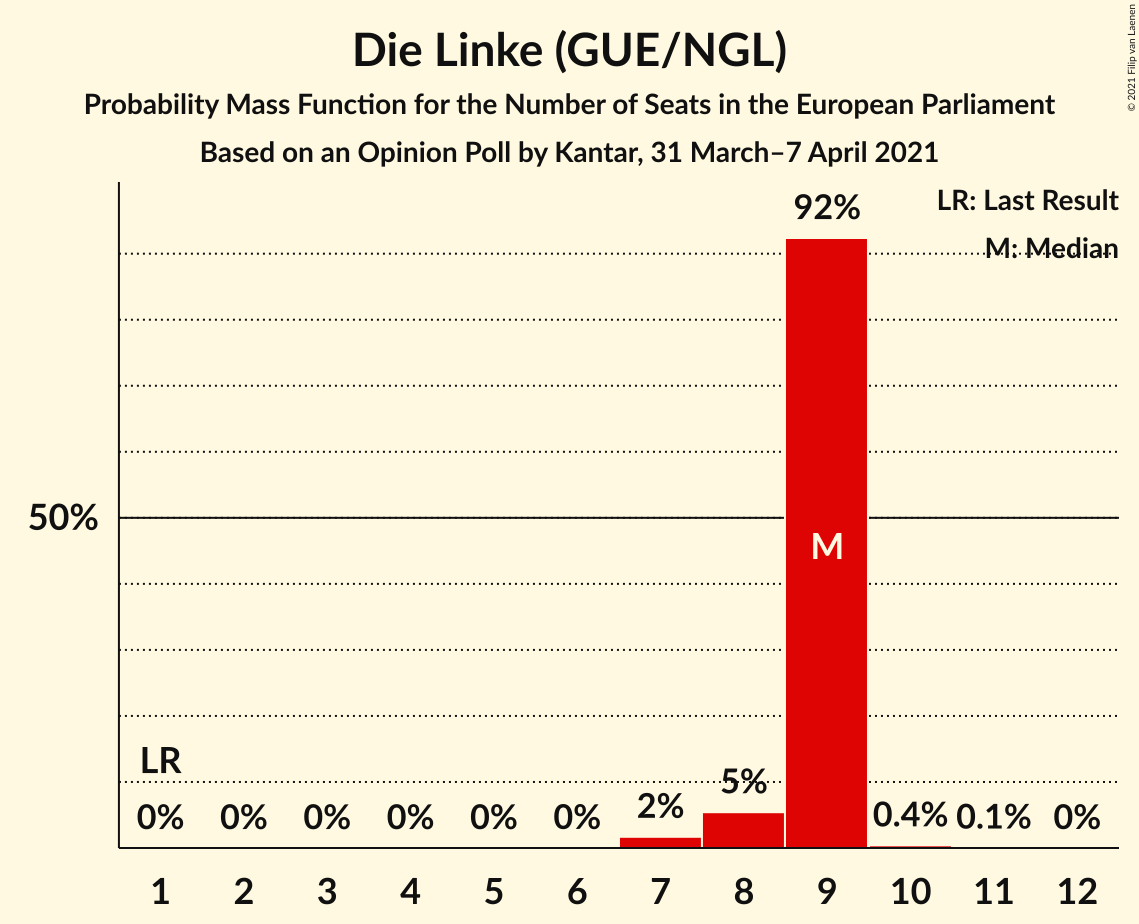 Die Linke (GUE/NGL)
Probability Mass Function for the Number of Seats in the European Parliament
Based on an Opinion Poll by Kantar, 31 March–7 April 2021
© 2021 Filip van Laenen
LR: Last Result
M: Median
92%
50%
M
LR
0% 0% 0% 0% 0% 0% 2% 5% 0.4% 0.1% 0%
1 2 3 4 5 6 7 8 9 10 11 12